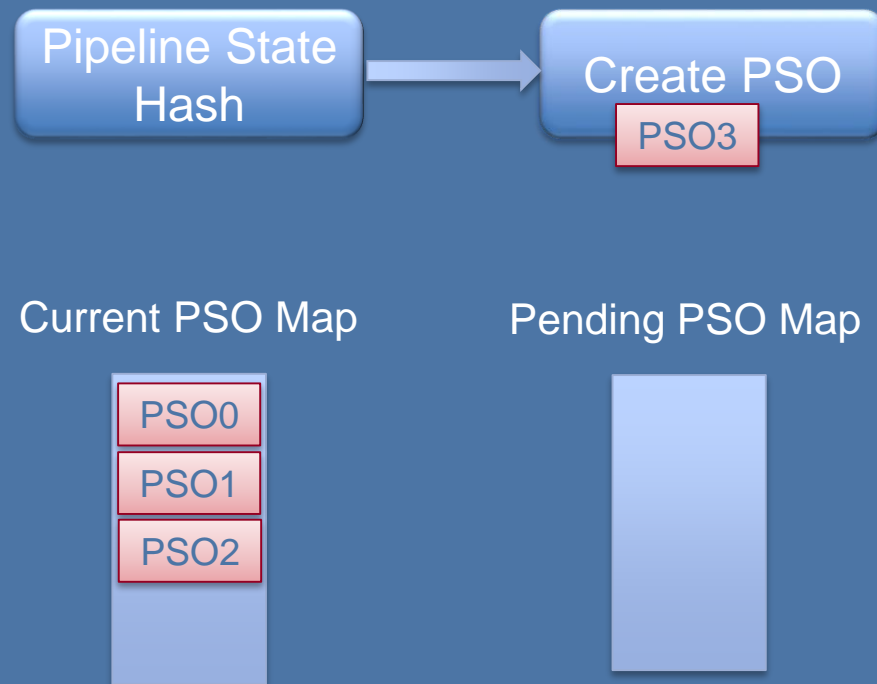 Pipeline State
Hash
Create PSO
PSO3
Current PSO Map
Pending PSO Map
PSO0
PSO1
PSO2